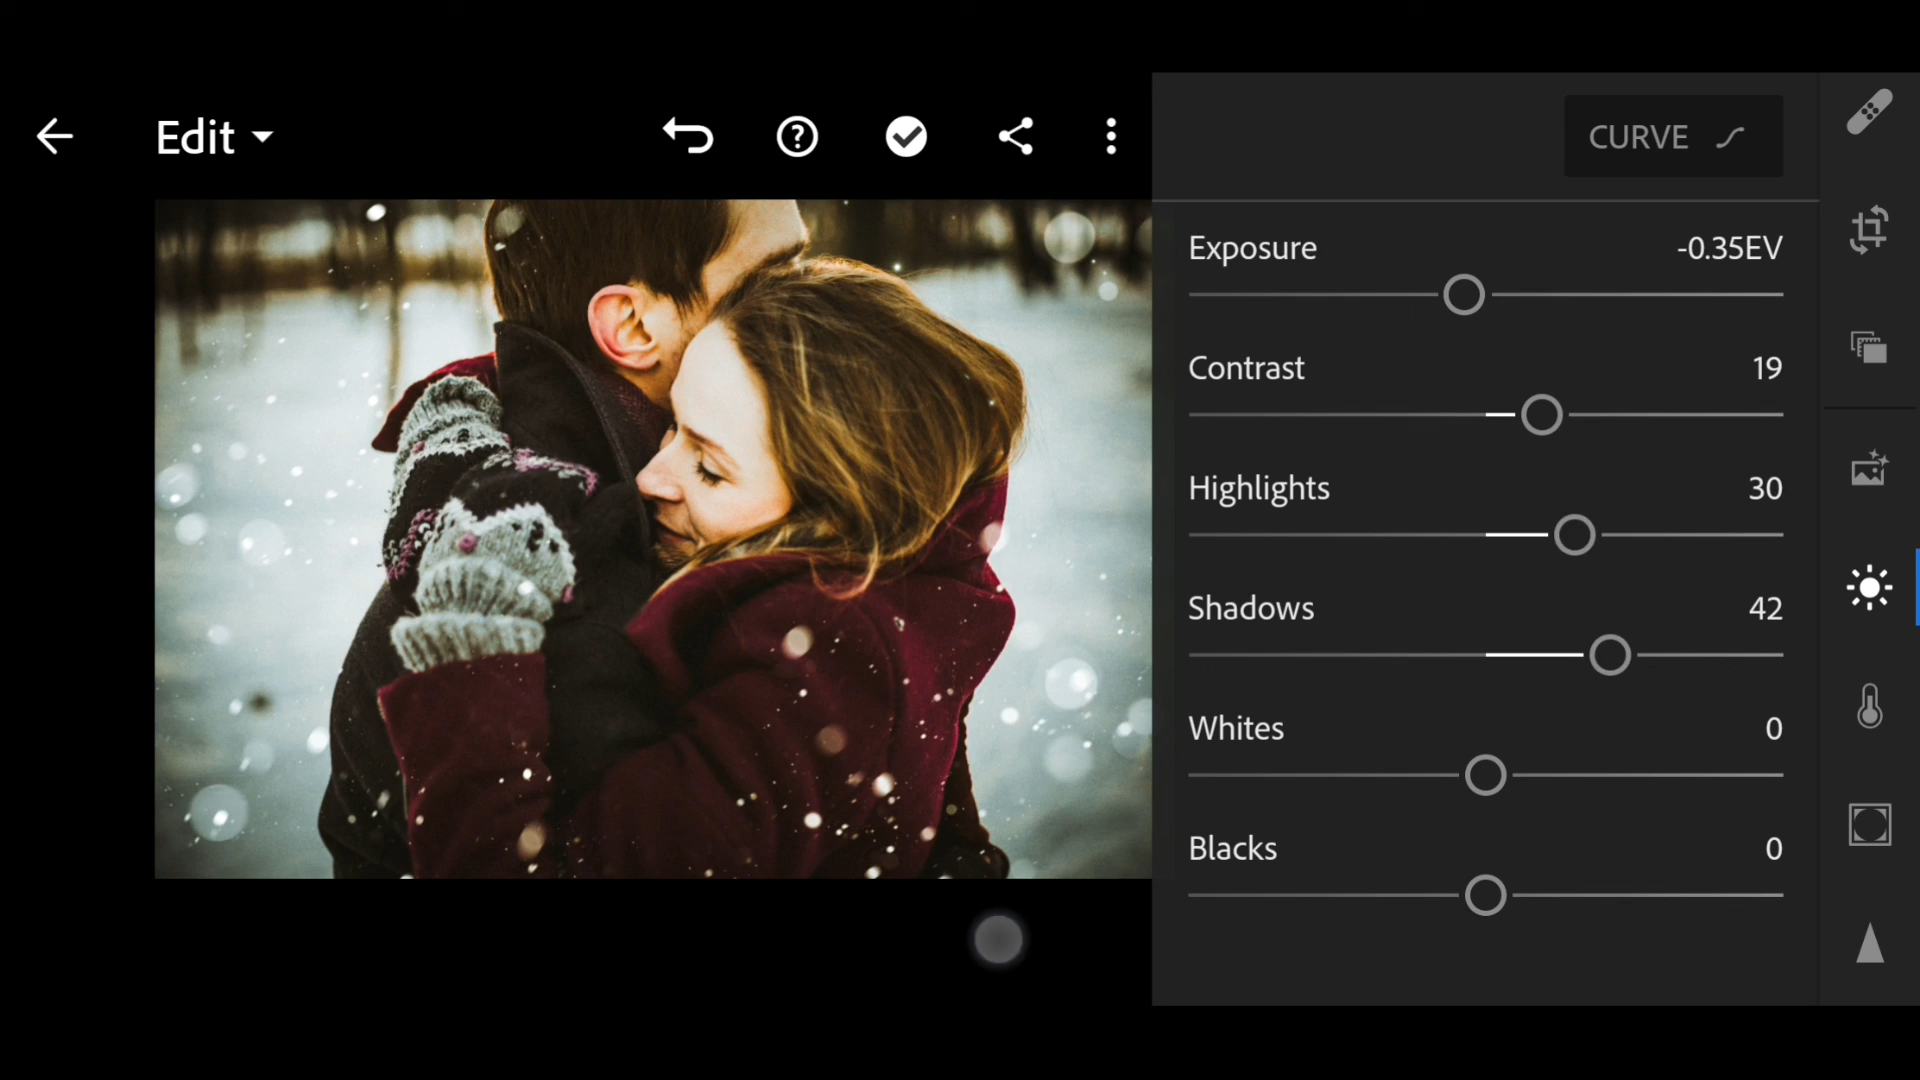 Edit
CURVE
Exposure -0.35EV
Contrast 19
Highlights 30
Shadows 42
Whites 0
Blacks 0